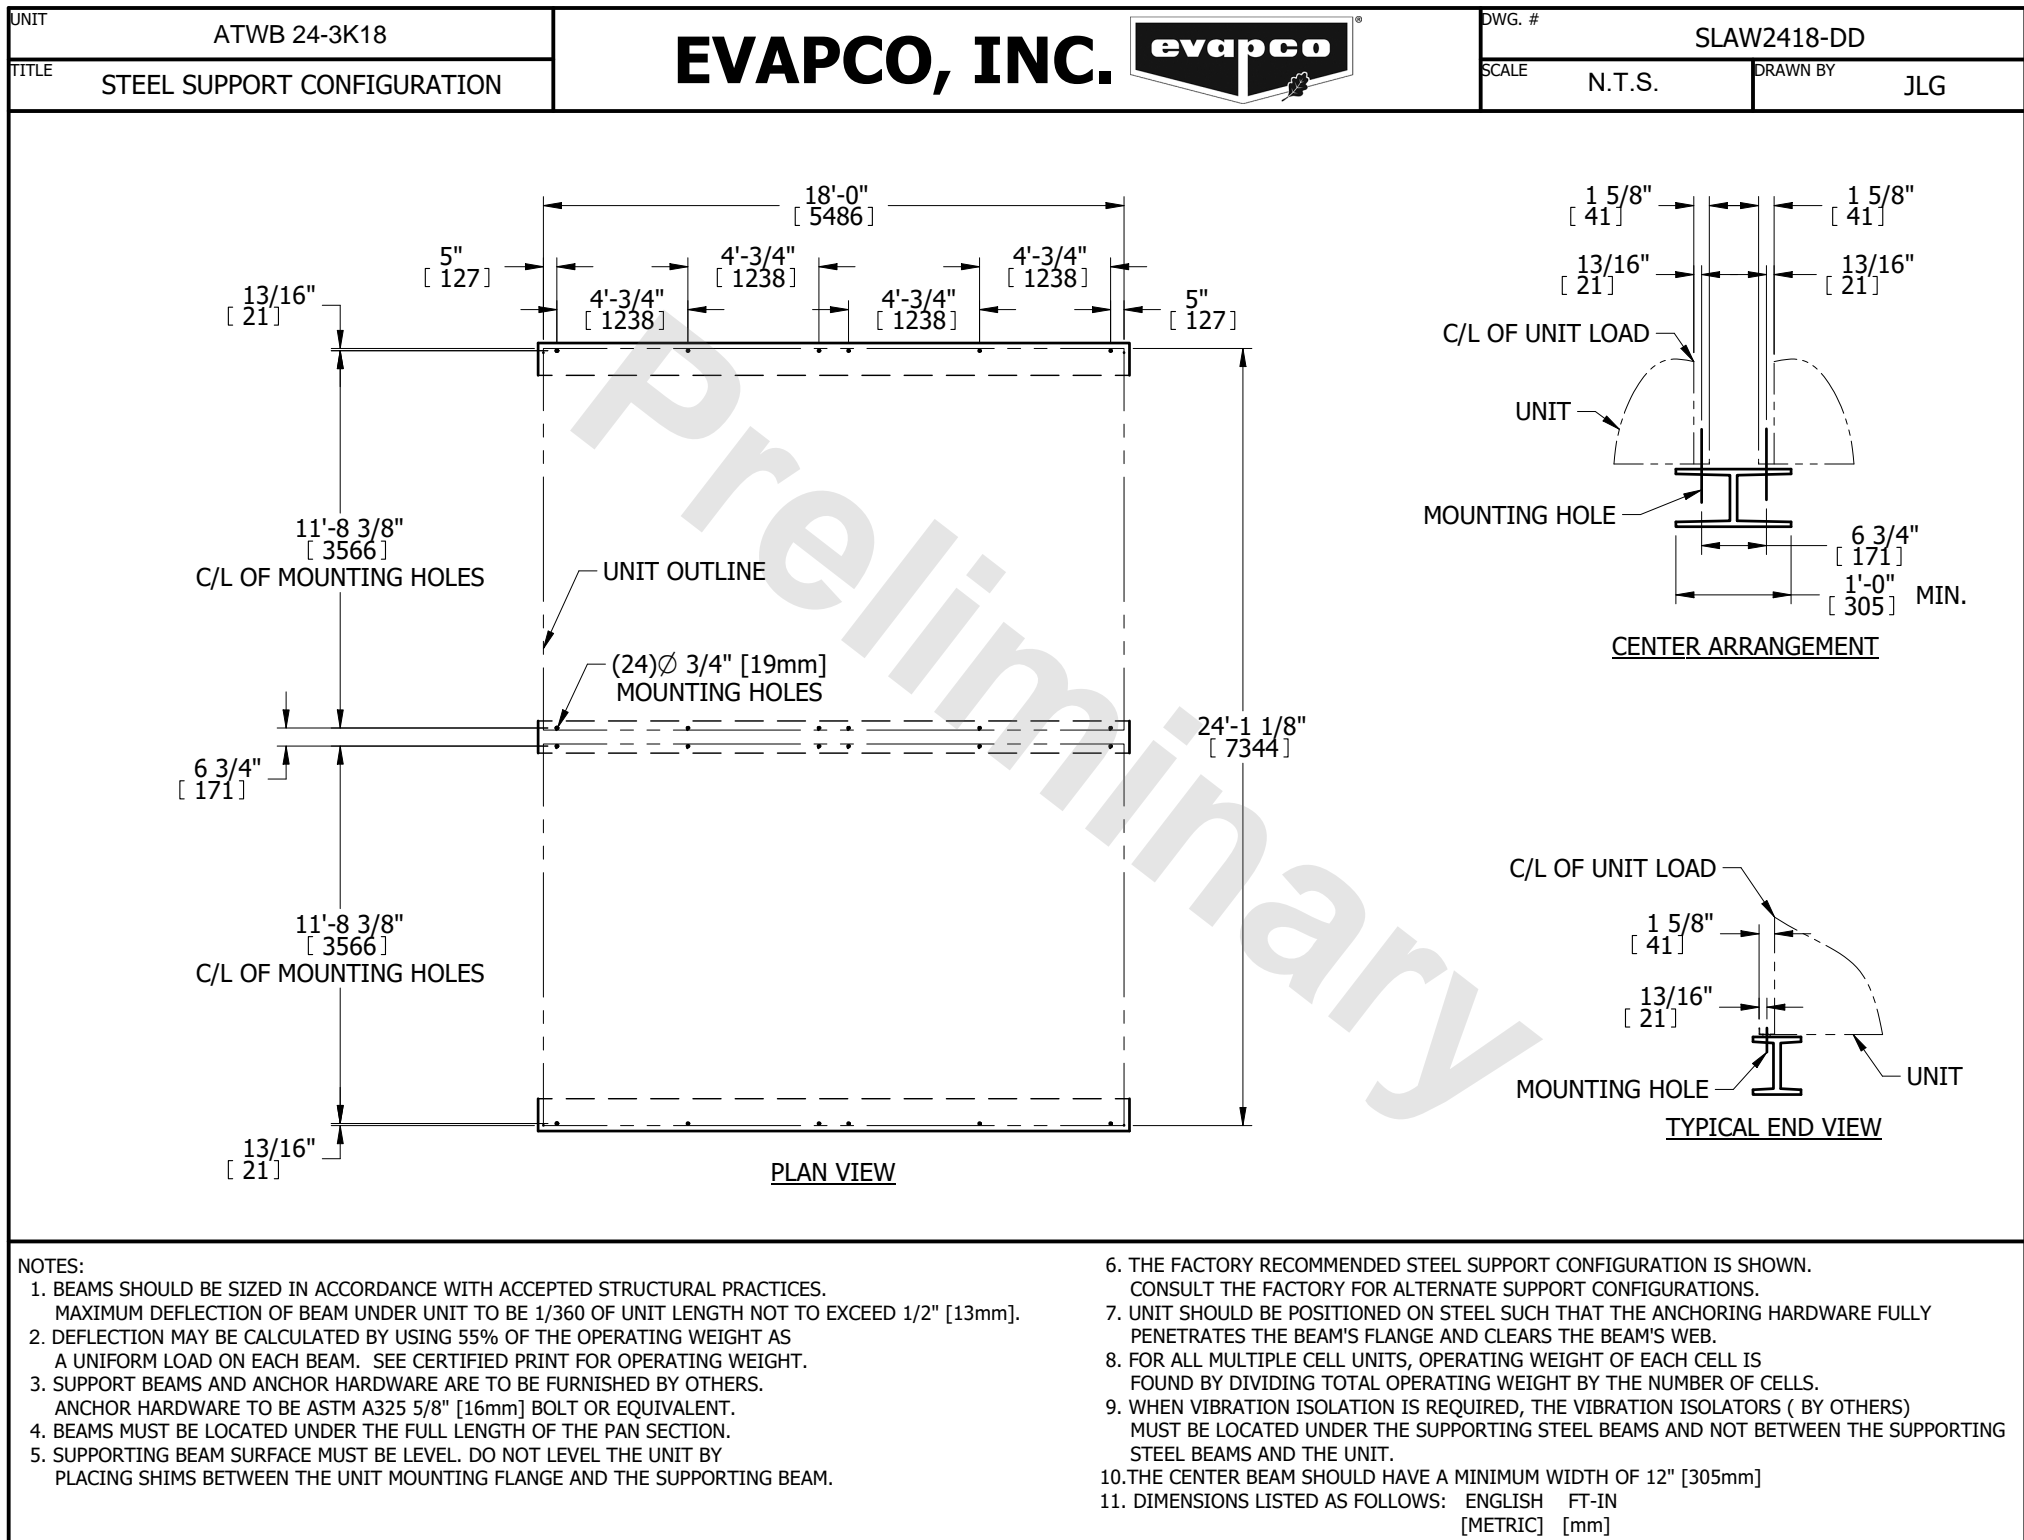 UNIT
ATWB 24-3K18
TITLE
STEEL SUPPORT CONFIGURATION
EVAPCO, INC.
evapco
®
DWG. #
SLAW2418-DD
SCALE
N.T.S.
DRAWN BY
JLG
18'-0"
[ 5486 ]
5"
[ 127 ]
4'-3/4"
[ 1238 ]
4'-3/4"
[ 1238 ]
13/16"
[ 21 ]
4'-3/4"
[ 1238 ]
4'-3/4"
[ 1238 ]
5"
[ 127 ]
11'-8 3/8"
[ 3566 ]
C/L OF MOUNTING HOLES
UNIT OUTLINE
(24)Ø 3/4" [19mm]
MOUNTING HOLES
6 3/4"
[ 171 ]
24'-1 1/8"
[ 7344 ]
11'-8 3/8"
[ 3566 ]
C/L OF MOUNTING HOLES
13/16"
[ 21 ]
PLAN VIEW
Preliminary
1 5/8"
[ 41 ]
1 5/8"
[ 41 ]
13/16"
[ 21 ]
13/16"
[ 21 ]
C/L OF UNIT LOAD
UNIT
MOUNTING HOLE
6 3/4"
[ 171 ]
1'-0"
[ 305 ]
MIN.
CENTER ARRANGEMENT
C/L OF UNIT LOAD
1 5/8"
[ 41 ]
13/16"
[ 21 ]
MOUNTING HOLE
UNIT
TYPICAL END VIEW
NOTES:
1. BEAMS SHOULD BE SIZED IN ACCORDANCE WITH ACCEPTED STRUCTURAL PRACTICES.
MAXIMUM DEFLECTION OF BEAM UNDER UNIT TO BE 1/360 OF UNIT LENGTH NOT TO EXCEED 1/2" [13mm].
2. DEFLECTION MAY BE CALCULATED BY USING 55% OF THE OPERATING WEIGHT AS
A UNIFORM LOAD ON EACH BEAM. SEE CERTIFIED PRINT FOR OPERATING WEIGHT.
3. SUPPORT BEAMS AND ANCHOR HARDWARE ARE TO BE FURNISHED BY OTHERS.
ANCHOR HARDWARE TO BE ASTM A325 5/8" [16mm] BOLT OR EQUIVALENT.
4. BEAMS MUST BE LOCATED UNDER THE FULL LENGTH OF THE PAN SECTION.
5. SUPPORTING BEAM SURFACE MUST BE LEVEL. DO NOT LEVEL THE UNIT BY
PLACING SHIMS BETWEEN THE UNIT MOUNTING FLANGE AND THE SUPPORTING BEAM.
6. THE FACTORY RECOMMENDED STEEL SUPPORT CONFIGURATION IS SHOWN.
CONSULT THE FACTORY FOR ALTERNATE SUPPORT CONFIGURATIONS.
7. UNIT SHOULD BE POSITIONED ON STEEL SUCH THAT THE ANCHORING HARDWARE FULLY
PENETRATES THE BEAM'S FLANGE AND CLEARS THE BEAM'S WEB.
8. FOR ALL MULTIPLE CELL UNITS, OPERATING WEIGHT OF EACH CELL IS
FOUND BY DIVIDING TOTAL OPERATING WEIGHT BY THE NUMBER OF CELLS.
9. WHEN VIBRATION ISOLATION IS REQUIRED, THE VIBRATION ISOLATORS ( BY OTHERS)
MUST BE LOCATED UNDER THE SUPPORTING STEEL BEAMS AND NOT BETWEEN THE SUPPORTING
STEEL BEAMS AND THE UNIT.
10.THE CENTER BEAM SHOULD HAVE A MINIMUM WIDTH OF 12" [305mm]
11. DIMENSIONS LISTED AS FOLLOWS: ENGLISH FT-IN
[METRIC] [mm]